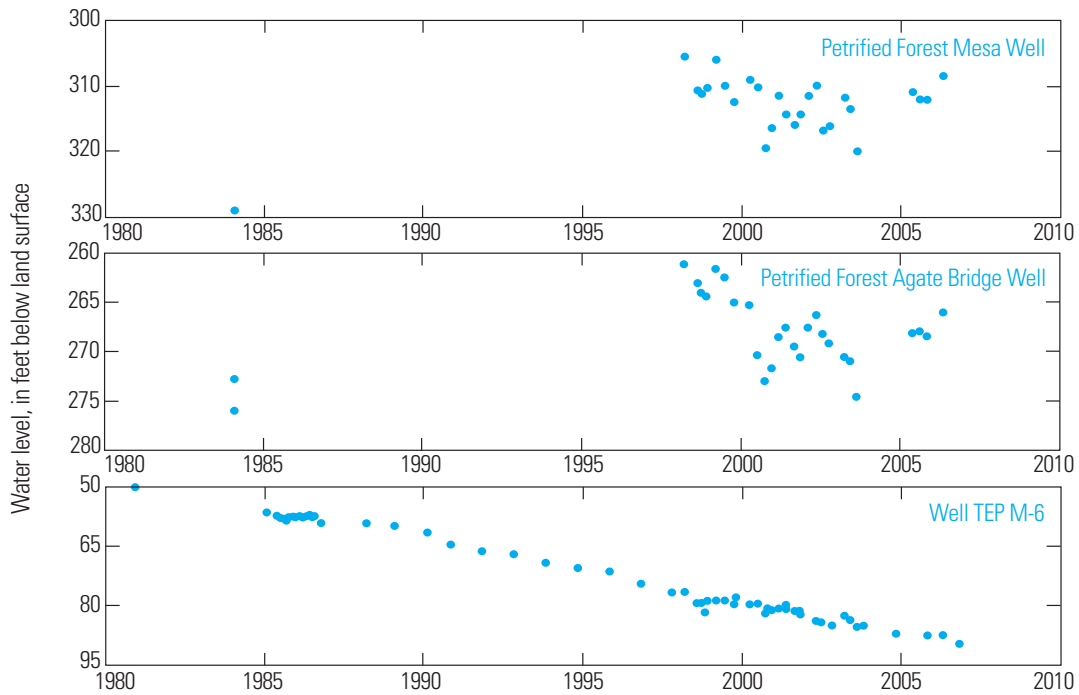 Water level, in feet below land surface
300
310
320
330
Petrified Forest Mesa Well
1980 1985 1990 1995 2000 2005 2010
260
265
270
275
280
Petrified Forest Agate Bridge Well
1980 1985 1990 1995 2000 2005 2010
50
65
80
95
Well TEP M-6
1980 1985 1990 1995 2000 2005 2010